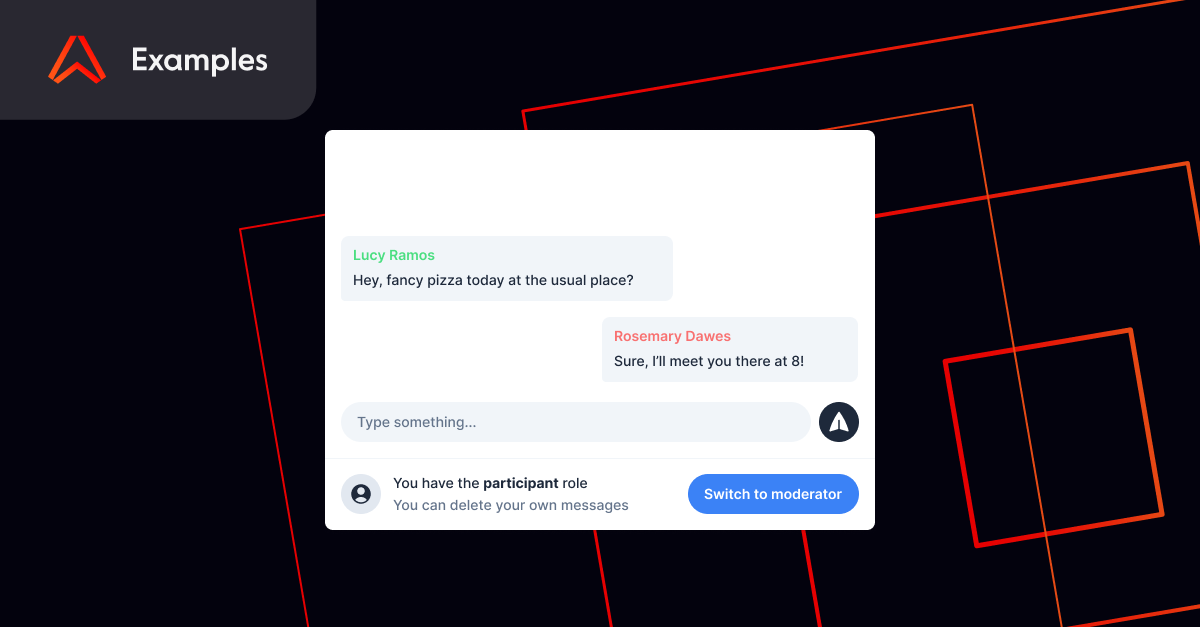 Examples
Lucy Ramos
Hey, fancy pizza today at the usual place?
Rosemary Dawes
Sure, I’ll meet you there at 8!
Type something...
You have the participant role
You can delete your own messages
Switch to moderator